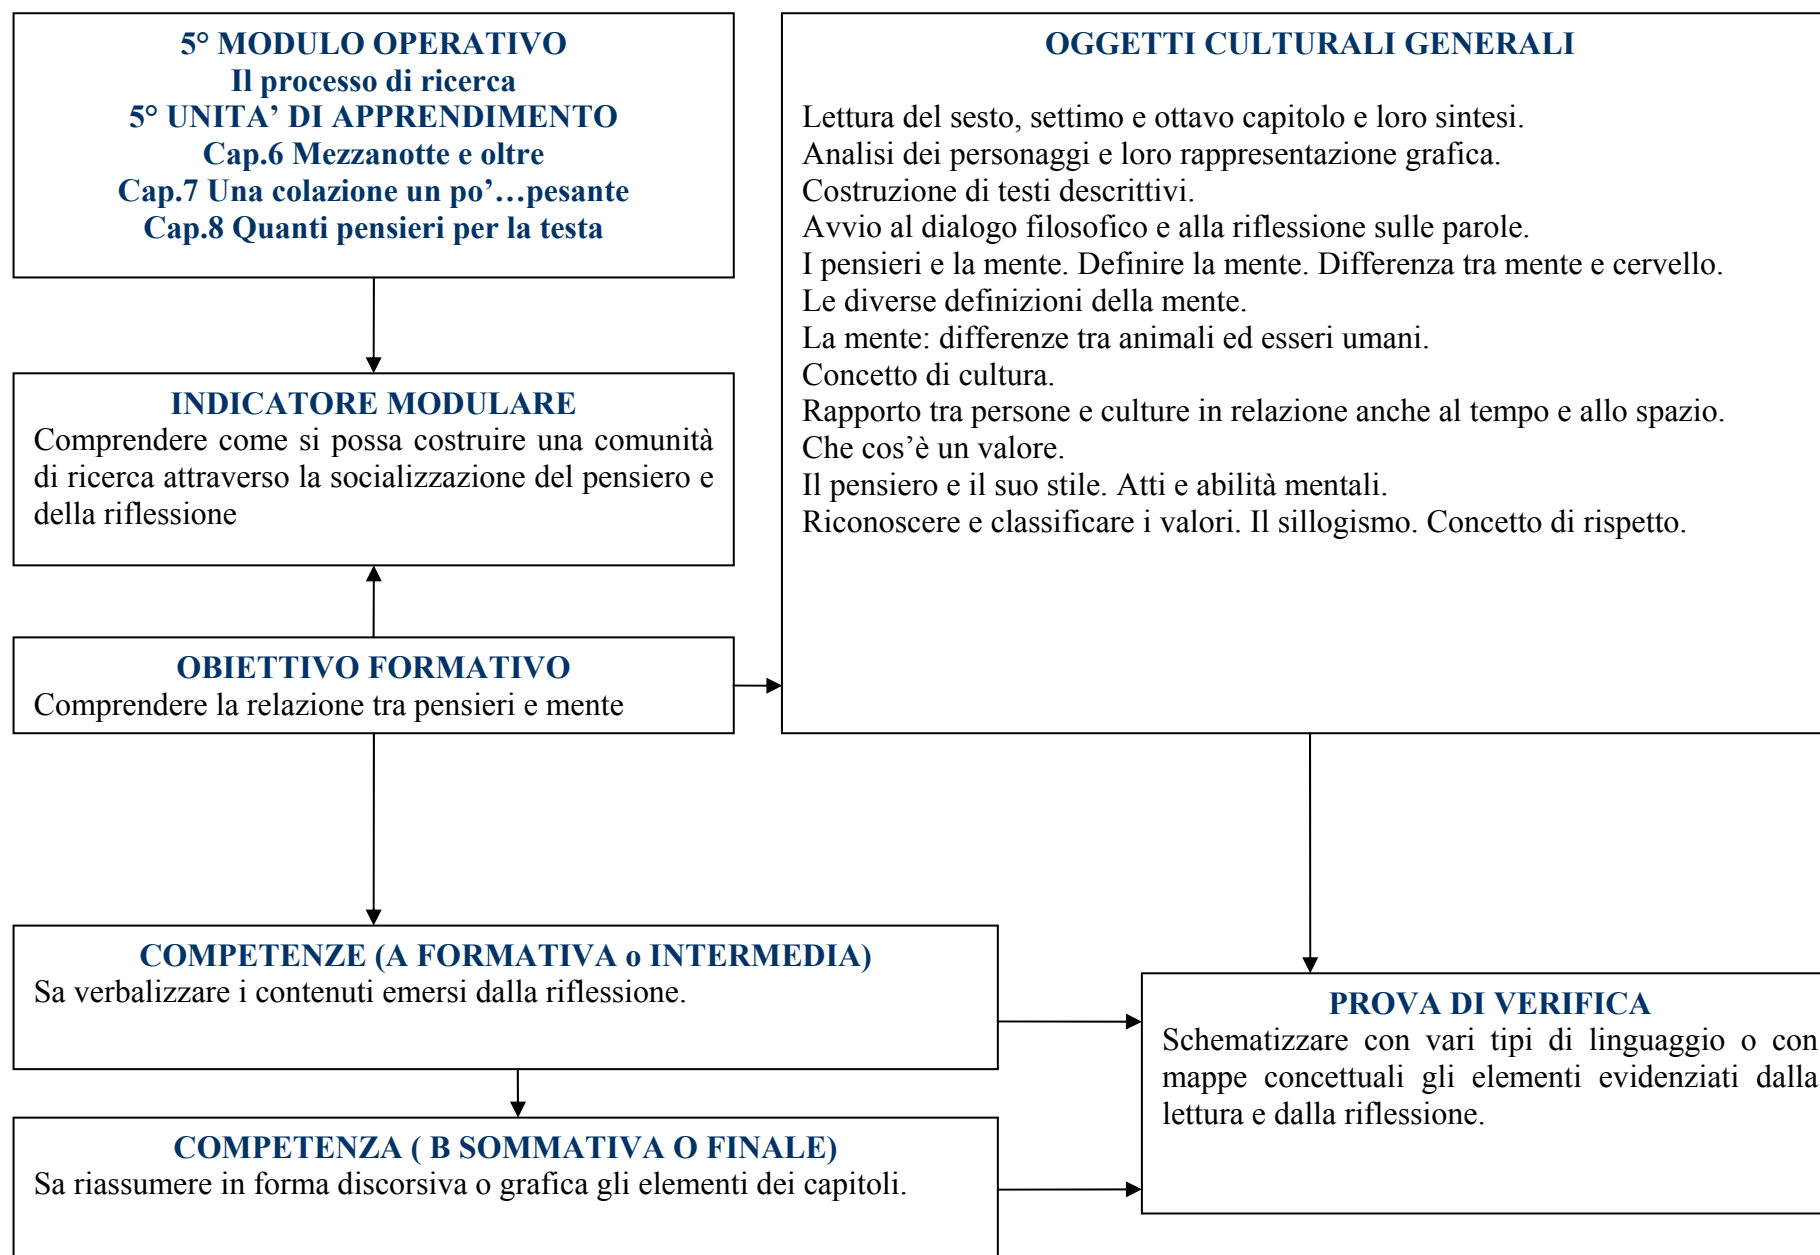 5° MODULO OPERATIVO
Il processo di ricerca
5° UNITA’ DI APPRENDIMENTO
Cap.6 Mezzanotte e oltre
Cap.7 Una colazione un po’…pesante
Cap.8 Quanti pensieri per la testa
INDICATORE MODULARE
Comprendere come si possa costruire una comunità
di ricerca attraverso la socializzazione del pensiero e
della riflessione
OBIETTIVO FORMATIVO
Comprendere la relazione tra pensieri e mente
OGGETTI CULTURALI GENERALI
Lettura del sesto, settimo e ottavo capitolo e loro sintesi.
Analisi dei personaggi e loro rappresentazione grafica.
Costruzione di testi descrittivi.
Avvio al dialogo filosofico e alla riflessione sulle parole.
I pensieri e la mente. Definire la mente. Differenza tra mente e cervello.
Le diverse definizioni della mente.
La mente: differenze tra animali ed esseri umani.
Concetto di cultura.
Rapporto tra persone e culture in relazione anche al tempo e allo spazio.
Che cos’è un valore.
Il pensiero e il suo stile. Atti e abilità mentali.
Riconoscere e classificare i valori. Il sillogismo. Concetto di rispetto.
COMPETENZE (A FORMATIVA o INTERMEDIA)
Sa verbalizzare i contenuti emersi dalla riflessione.
COMPETENZA ( B SOMMATIVA O FINALE)
Sa riassumere in forma discorsiva o grafica gli elementi dei capitoli.
PROVA DI VERIFICA
Schematizzare con vari tipi di linguaggio o con
mappe concettuali gli elementi evidenziati dalla
lettura e dalla riflessione.